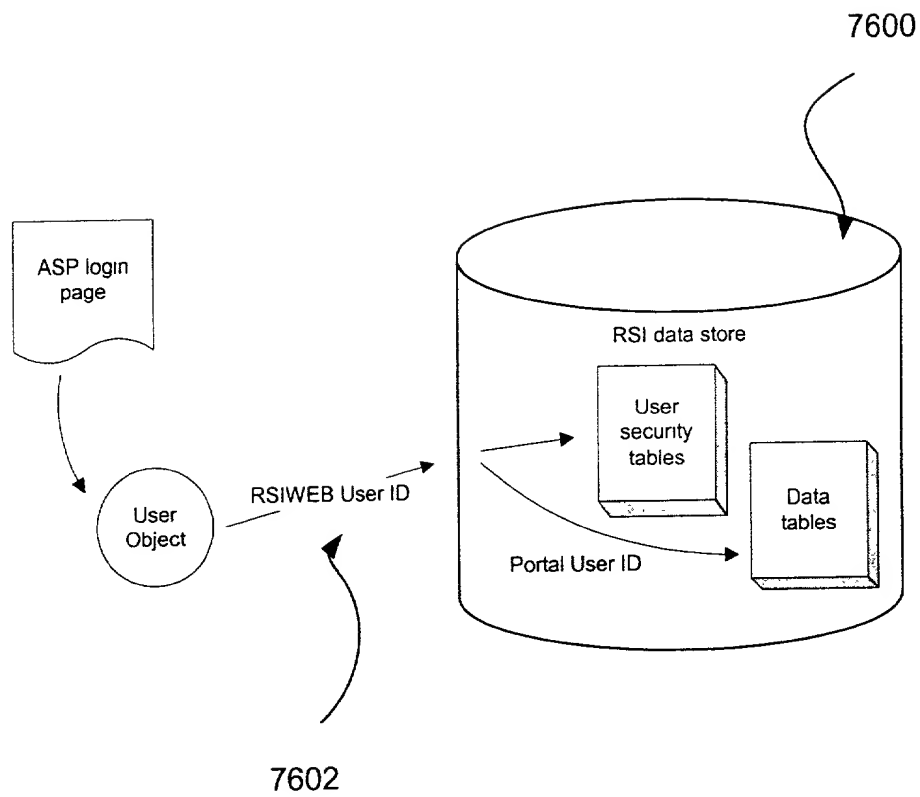 7600
ASP login
page
RSI data store
User
security
tables
RSIWEB User ID
User
Object
Data
tables
Portal User ID
7602